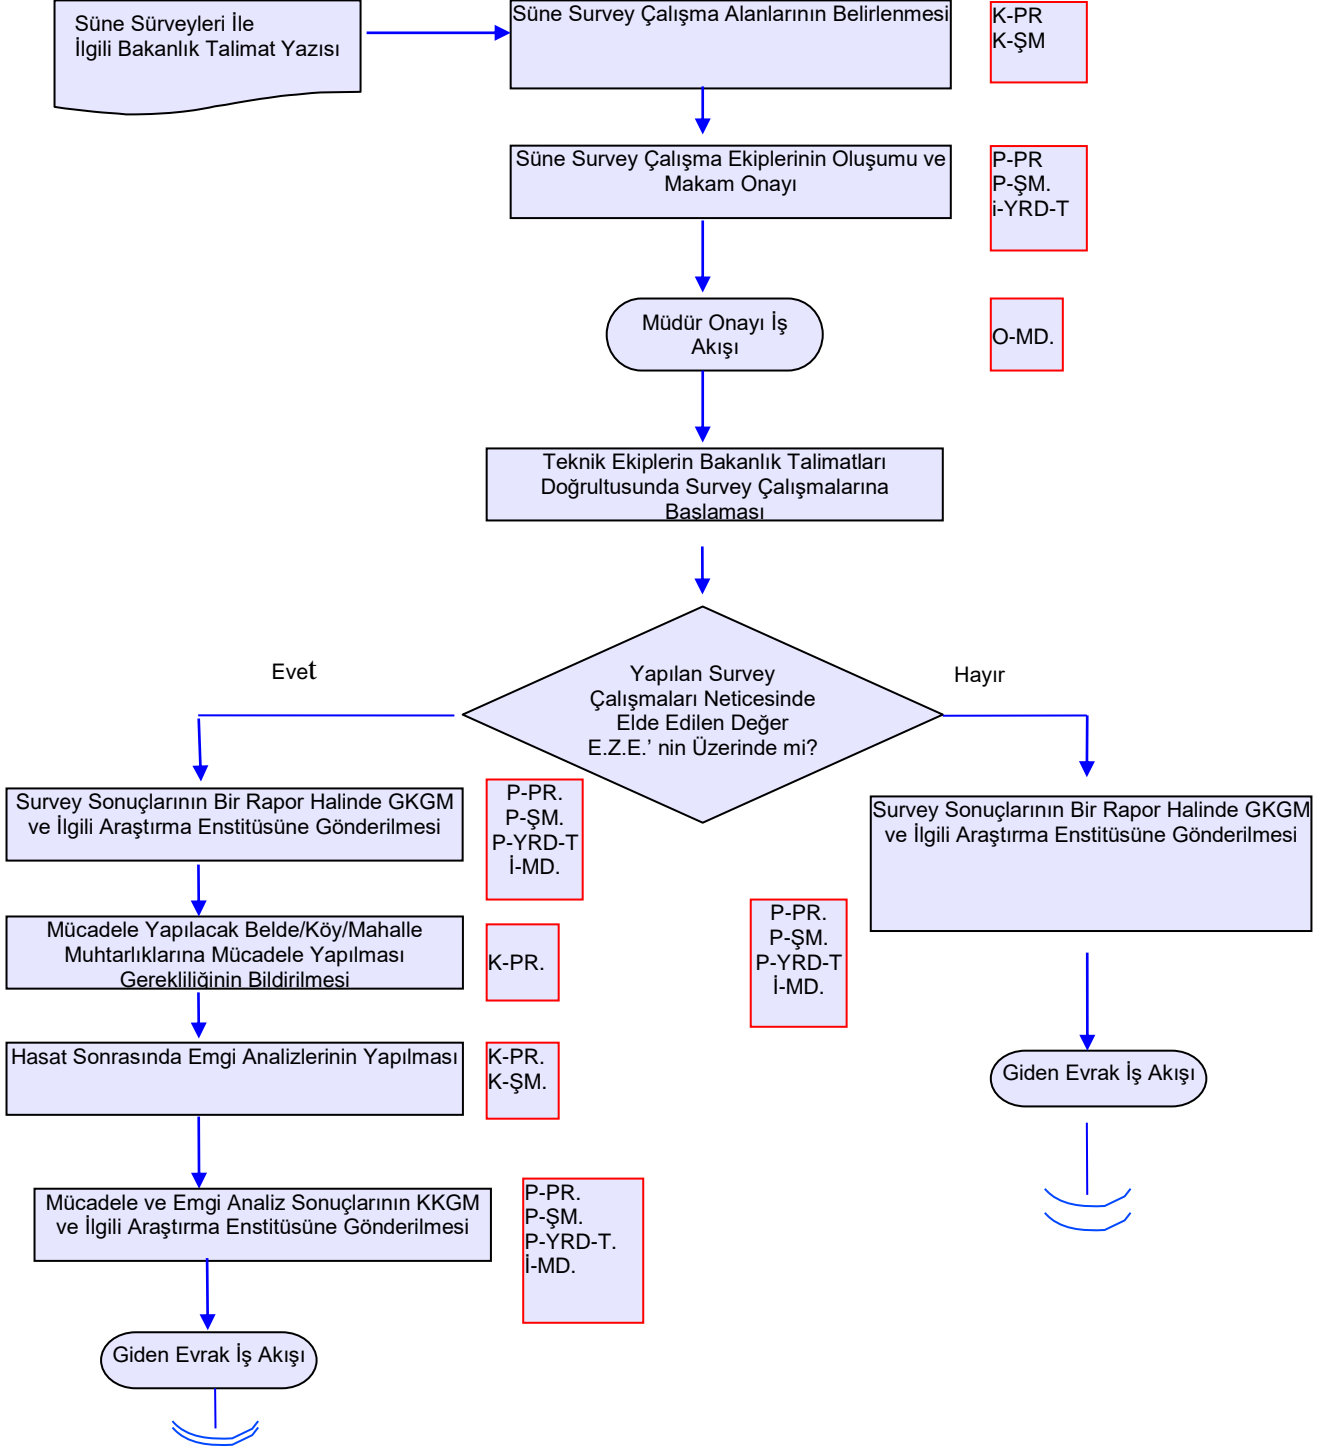 Süne Sürveyleri İle
İlgili Bakanlık Talimat Yazısı
Süne Survey Çalışma Alanlarının Belirlenmesi
K-PR
K-ŞM
Süne Survey Çalışma Ekiplerinin Oluşumu ve
Makam Onayı
P-PR
P-ŞM.
i-YRD-T
Müdür Onayı İş
Akışı
O-MD.
Teknik Ekiplerin Bakanlık Talimatları
Doğrultusunda Survey Çalışmalarına
Başlaması
Evet
Yapılan Survey
Çalışmaları Neticesinde
Elde Edilen Değer
E.Z.E.’ nin Üzerinde mi?
Hayır
Survey Sonuçlarının Bir Rapor Halinde GKGM
ve İlgili Araştırma Enstitüsüne Gönderilmesi
P-PR.
P-ŞM.
P-YRD-T
İ-MD.
Survey Sonuçlarının Bir Rapor Halinde GKGM
ve İlgili Araştırma Enstitüsüne Gönderilmesi
P-PR.
P-ŞM.
P-YRD-T
İ-MD.
Mücadele Yapılacak Belde/Köy/Mahalle
Muhtarlıklarına Mücadele Yapılması
Gerekliliğinin Bildirilmesi
K-PR.
Hasat Sonrasında Emgi Analizlerinin Yapılması
K-PR.
K-ŞM.
Giden Evrak İş Akışı
Mücadele ve Emgi Analiz Sonuçlarının KKGM
ve İlgili Araştırma Enstitüsüne Gönderilmesi
P-PR.
P-ŞM.
P-YRD-T.
İ-MD.
Giden Evrak İş Akışı